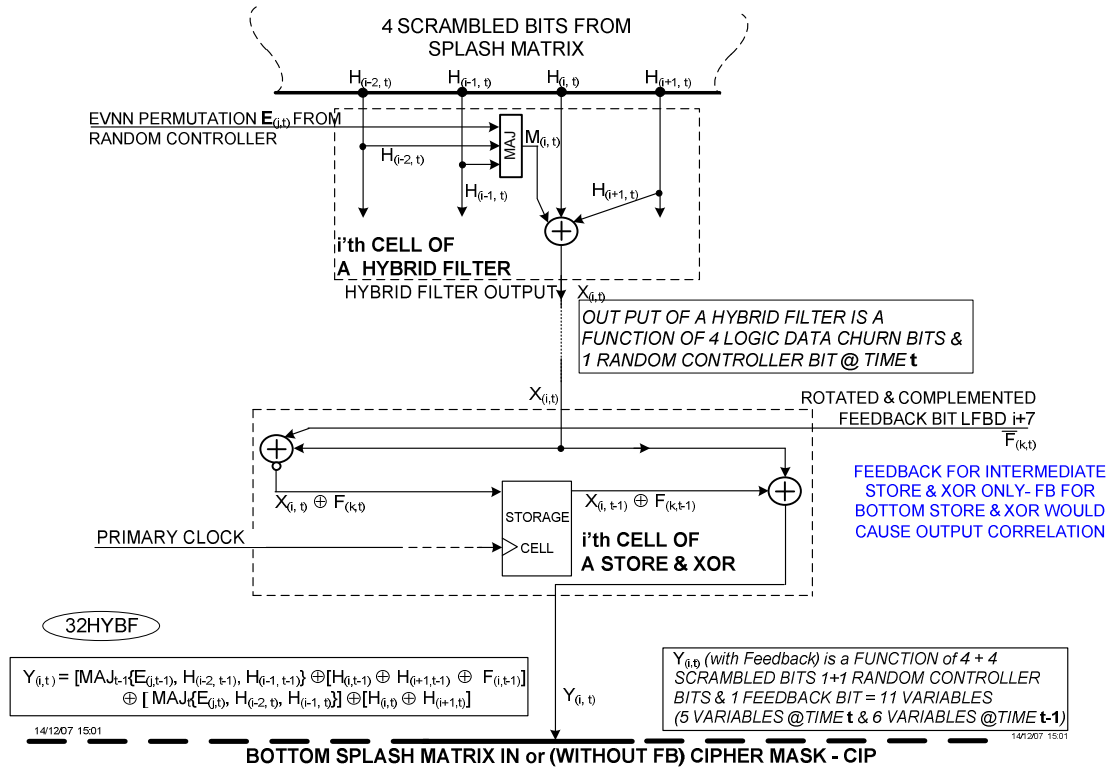 4 SCRAMBLED BITS FROM
SPLASH MATRIX
H(i-2, t) H(i-1, t) H(i, t) H(i+1, t)
EVNN PERMUTATION E(j,t) FROM
RANDOM CONTROLLER
MAJ
M(i, t)
H(i-2, t)
H(i-1, t)
H(i+1, t)
i'th CELL OF
A HYBRID FILTER
HYBRID FILTER OUTPUT X(i,t)
OUT PUT OF A HYBRID FILTER IS A
FUNCTION OF 4 LOGIC DATA CHURN BITS &
1 RANDOM CONTROLLER BIT @ TIME t
X(i,t)
ROTATED & COMPLEMENTED
FEEDBACK BIT LFBD i+7
F̅(k,t)
FEEDBACK FOR INTERMEDIATE
STORE & XOR ONLY- FB FOR
BOTTOM STORE & XOR WOULD
CAUSE OUTPUT CORRELATION
X(i, t) ⊕ F(k,t)
X(i, t-1) ⊕ F(k,t-1)
STORAGE
CELL
PRIMARY CLOCK
i'th CELL OF
A STORE & XOR
32HYBF
Y(i,t) = [MAJt-1{E(j,t-1), H(i-2, t-1), H(i-1, t-1)} ⊕[H(i,t-1) ⊕ H(i+1,t-1) ⊕ F(i,t-1)]
⊕ [ MAJt{E(j,t), H(i-2, t), H(i-1, t)}] ⊕[H(i,t) ⊕ H(i+1,t)]
Y(i, t)
Y(i,t) (with Feedback) is a FUNCTION of 4 + 4
SCRAMBLED BITS 1+1 RANDOM CONTROLLER
BITS & 1 FEEDBACK BIT = 11 VARIABLES
(5 VARIABLES @TIME t & 6 VARIABLES @TIME t-1)
14/12/07 15:01
14/12/07 15:01
BOTTOM SPLASH MATRIX IN or (WITHOUT FB) CIPHER MASK - CIP